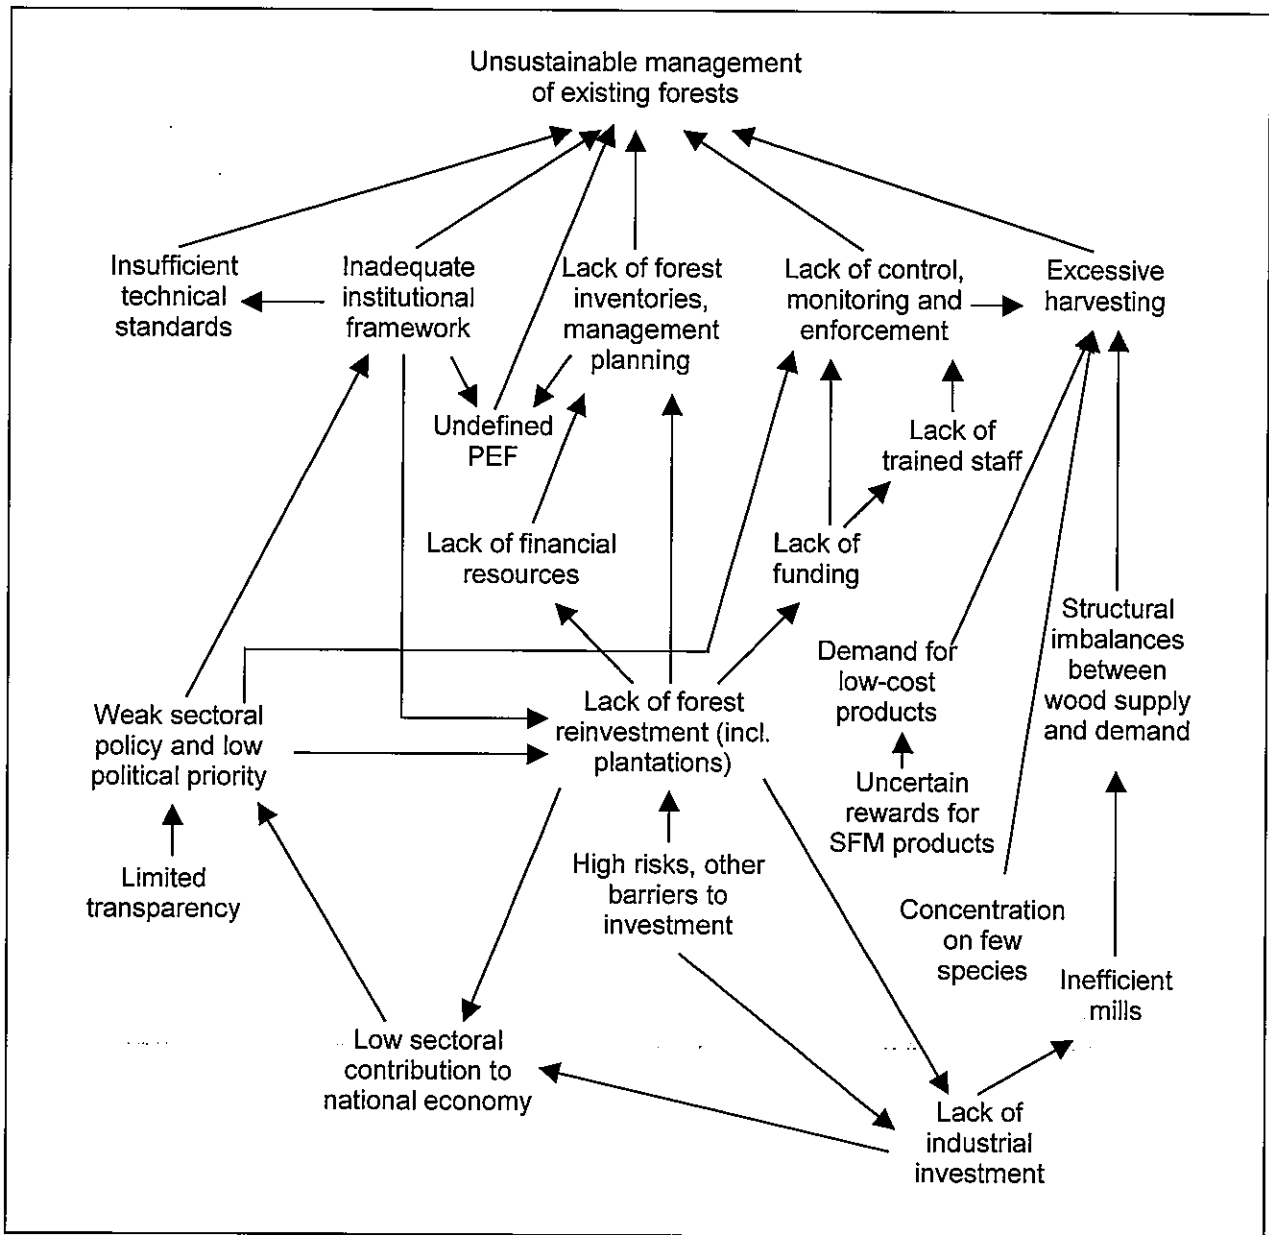 Unsustainable management
of existing forests
Insufficient
technical
standards
Inadequate
institutional
framework
Lack of forest
inventories,
management
planning
Lack of control,
monitoring and
enforcement
Excessive
harvesting
Undefined
PEF
Lack of
trained staff
Lack of financial
resources
Lack of
funding
Structural
imbalances
between
wood supply
and demand
Demand for
low-cost
products
Weak sectoral
policy and low
political priority
Lack of forest
reinvestment (incl.
plantations)
Uncertain
rewards for
SFM products
Limited
transparency
High risks, other
barriers to
investment
Concentration
on few
species
Inefficient
mills
Low sectoral
contribution to
national economy
Lack of
industrial
investment